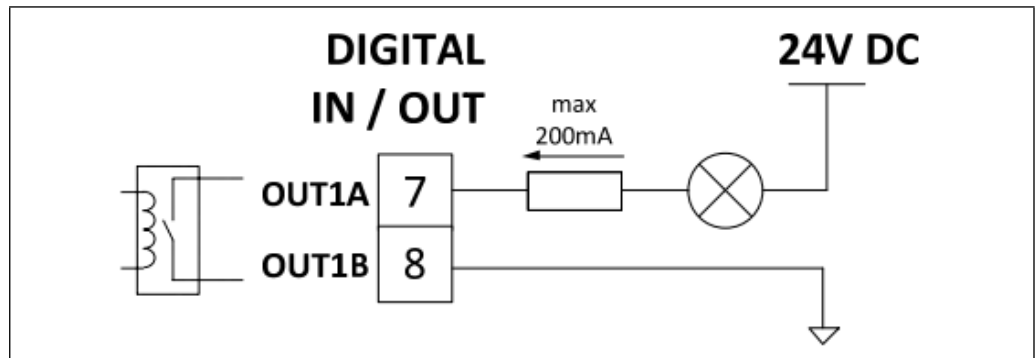 DIGITAL
IN / OUT
24V DC
max
200mA
OUT1A
7
OUT1B
8